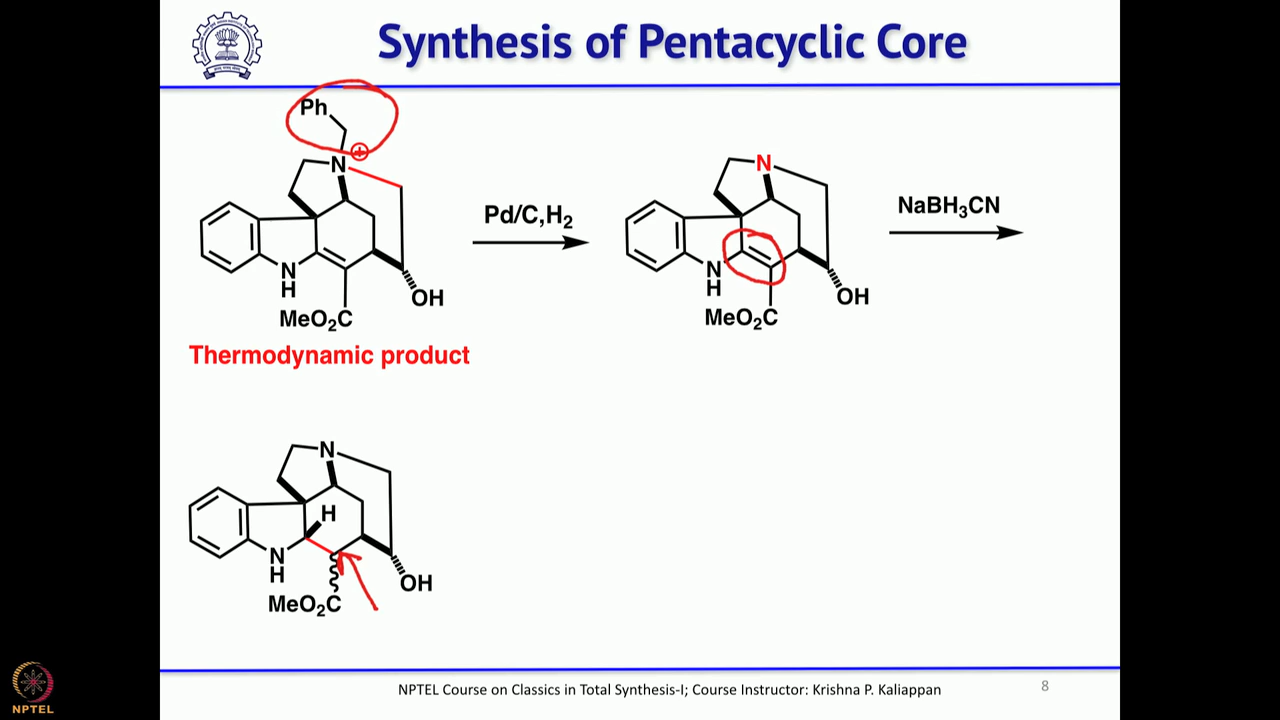 Synthesis of Pentacyclic Core
Ph
N
N
H
OH
MeO2C
Thermodynamic product
Pd/C,H2
N
N
H
OH
MeO2C
NaBH3CN
N
H
N
H
OH
MeO2C
NPTEL Course on Classics in Total Synthesis-I; Course Instructor: Krishna P. Kaliappan
8
NPTEL